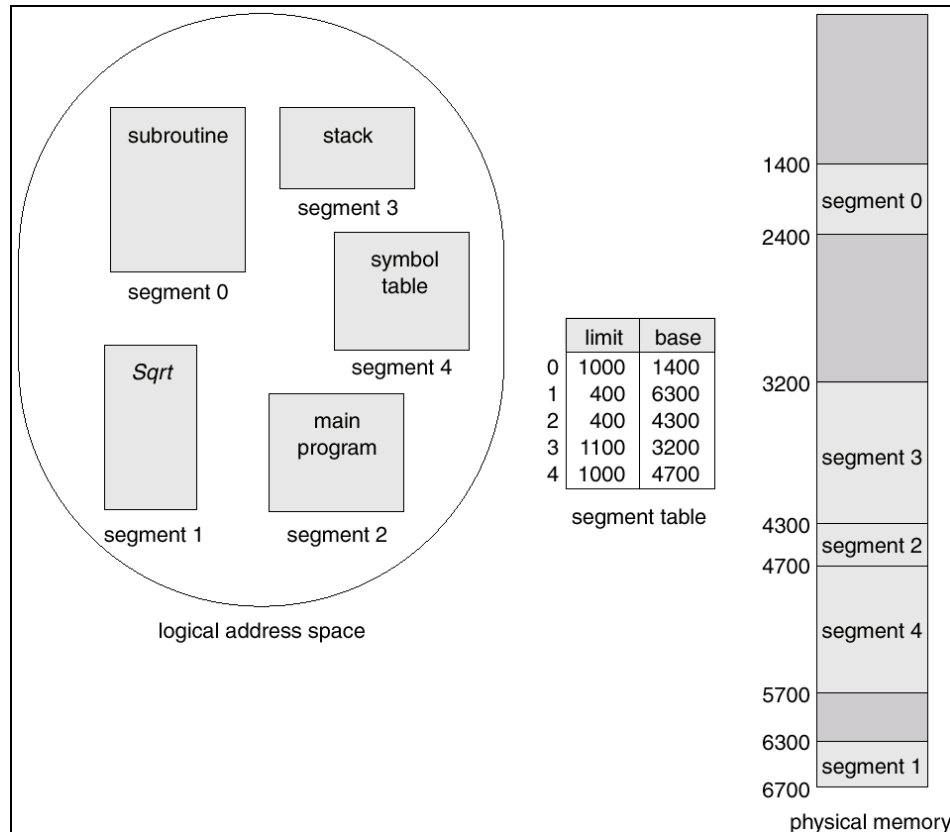 subroutine
stack
segment 3
segment 0
symbol
table
segment 4
Sqrt
segment 1
main
program
segment 2
logical address space
limit base
0 1000 1400
1 400 6300
2 400 4300
3 1100 3200
4 1000 4700
segment table
1400
segment 0
2400
3200
segment 3
4300
segment 2
4700
segment 4
5700
6300
segment 1
6700
physical memory